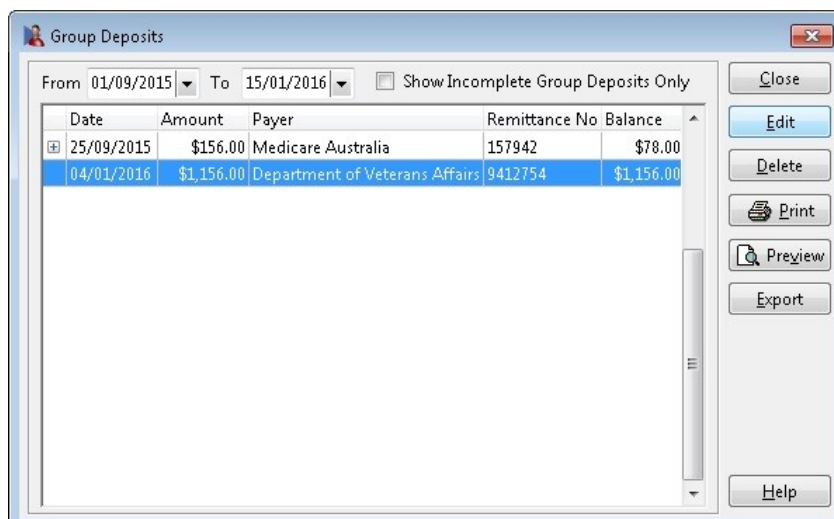 Group Deposits
From 01/09/2015 To 15/01/2016 Show Incomplete Group Deposits Only
Date Amount Payer Remittance No Balance
25/09/2015 $156.00 Medicare Australia 157942 $78.00
04/01/2016 $1,156.00 Department of Veterans Affairs 9412754 $1,156.00
Close
Edit
Delete
Print
Preview
Export
Help